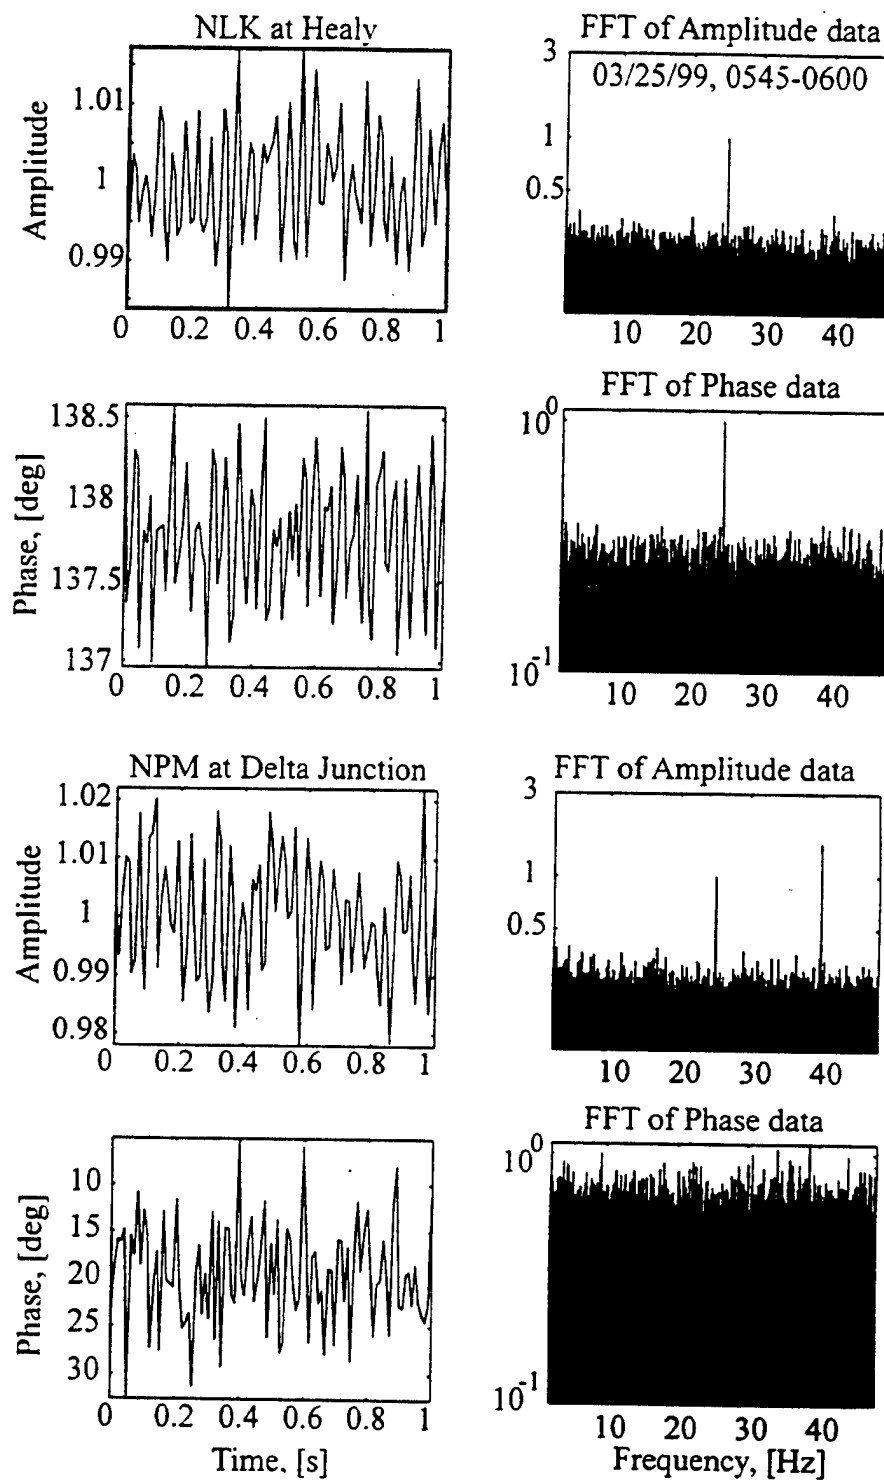 NLK at Healy
FFT of Amplitude data
Amplitude
1.01
1
0.99
0 0.2 0.4 0.6 0.8 1
3
1
0.5
03/25/99, 0545-0600
10 20 30 40
FFT of Phase data
Phase, [deg]
138.5
138
137.5
137
0 0.2 0.4 0.6 0.8 1
10^0
10^-1
10 20 30 40
NPM at Delta Junction
FFT of Amplitude data
Amplitude
1.02
1.01
1
0.99
0.98
0 0.2 0.4 0.6 0.8 1
3
1
0.5
10 20 30 40
FFT of Phase data
Phase, [deg]
10
15
20
25
30
0 0.2 0.4 0.6 0.8 1
Time, [s]
10^0
10^-1
10 20 30 40
Frequency, [Hz]